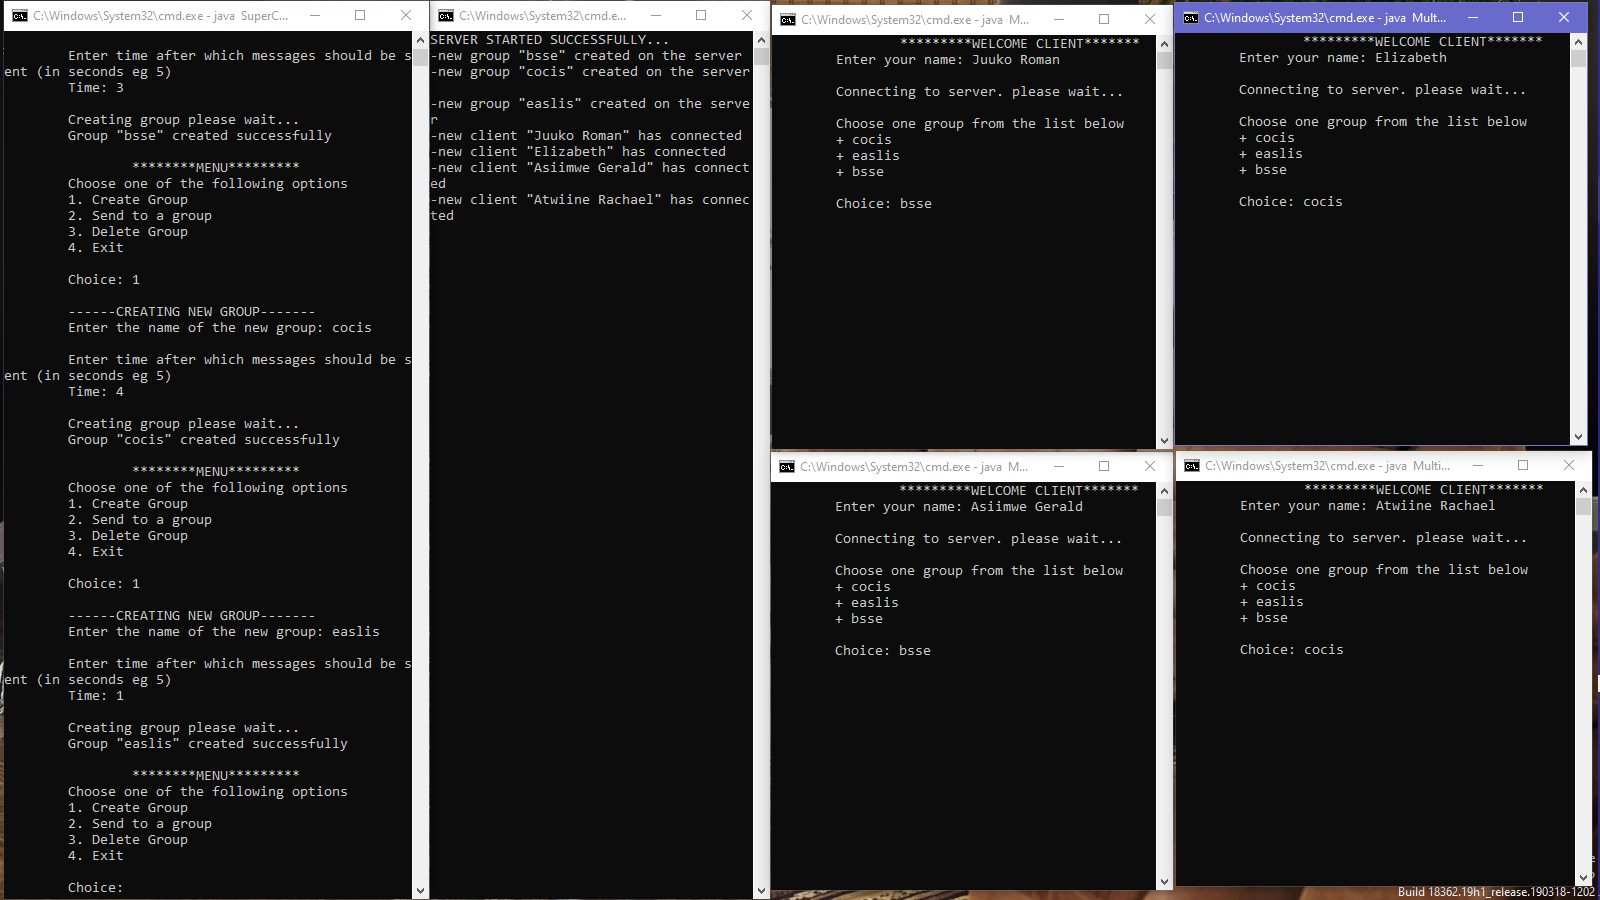 C:\Windows\System32\cmd.exe - java  SuperC...
Enter time after which messages should be s
ent (in seconds eg 5)
Time: 3
Creating group please wait...
Group "bsse" created successfully
********MENU*********
Choose one of the following options
1. Create Group
2. Send to a group
3. Delete Group
4. Exit
Choice: 1
------CREATING NEW GROUP-------
Enter the name of the new group: cocis
Enter time after which messages should be s
ent (in seconds eg 5)
Time: 4
Creating group please wait...
Group "cocis" created successfully
********MENU*********
Choose one of the following options
1. Create Group
2. Send to a group
3. Delete Group
4. Exit
Choice: 1
------CREATING NEW GROUP-------
Enter the name of the new group: easlis
Enter time after which messages should be s
ent (in seconds eg 5)
Time: 1
Creating group please wait...
Group "easlis" created successfully
********MENU*********
Choose one of the following options
1. Create Group
2. Send to a group
3. Delete Group
4. Exit
Choice:
C:\Windows\System32\cmd.e...
SERVER STARTED SUCCESSFULLY...
-new group "bsse" created on the server
-new group "cocis" created on the server
-new group "easlis" created on the serve
r
-new client "Juuko Roman" has connected
-new client "Elizabeth" has connected
-new client "Asiimwe Gerald" has connect
ed
-new client "Atwiine Rachael" has connec
ted
C:\Windows\System32\cmd.exe - java  M...
*********WELCOME CLIENT*******
Enter your name: Juuko Roman
Connecting to server. please wait...
Choose one group from the list below
+ cocis
+ easlis
+ bsse
Choice: bsse
C:\Windows\System32\cmd.exe - java  Mult...
*********WELCOME CLIENT*******
Enter your name: Elizabeth
Connecting to server. please wait...
Choose one group from the list below
+ cocis
+ easlis
+ bsse
Choice: cocis
C:\Windows\System32\cmd.exe - java  M...
*********WELCOME CLIENT*******
Enter your name: Asiimwe Gerald
Connecting to server. please wait...
Choose one group from the list below
+ cocis
+ easlis
+ bsse
Choice: bsse
C:\Windows\System32\cmd.exe - java  Multi...
*********WELCOME CLIENT*******
Enter your name: Atwiine Rachael
Connecting to server. please wait...
Choose one group from the list below
+ cocis
+ easlis
+ bsse
Choice: cocis
Build 18362.19h1_release.190318-1202